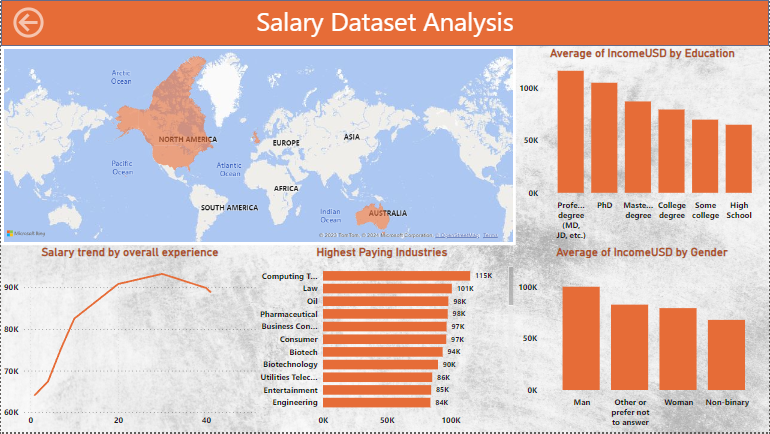 Salary Dataset Analysis
Arctic
Ocean
NORTH AMERICA
EUROPE
ASIA
Pacific
Ocean
Atlantic
Ocean
AFRICA
SOUTH AMERICA
Indian
Ocean
AUSTRALIA
Microsoft Bing
© 2023 TomTom, © 2024 Microsoft Corporation, © OpenStreetMap Terms
Average of IncomeUSD by Education
100K
50K
0K
Profe...
degree
(MD,
JD, etc.)
PhD
Maste...
degree
College
degree
Some
college
High
School
Salary trend by overall experience
90K
80K
70K
60K
0
20
40
Highest Paying Industries
Computing T... 115K
Law 101K
Oil 98K
Pharmaceutical 98K
Business Con... 97K
Consumer 97K
Biotech 94K
Biotechnology 90K
Utilities Telec... 86K
Entertainment 85K
Engineering 84K
0K 50K 100K
Average of IncomeUSD by Gender
100K
50K
0K
Man
Other or
prefer not
to answer
Woman
Non-binary